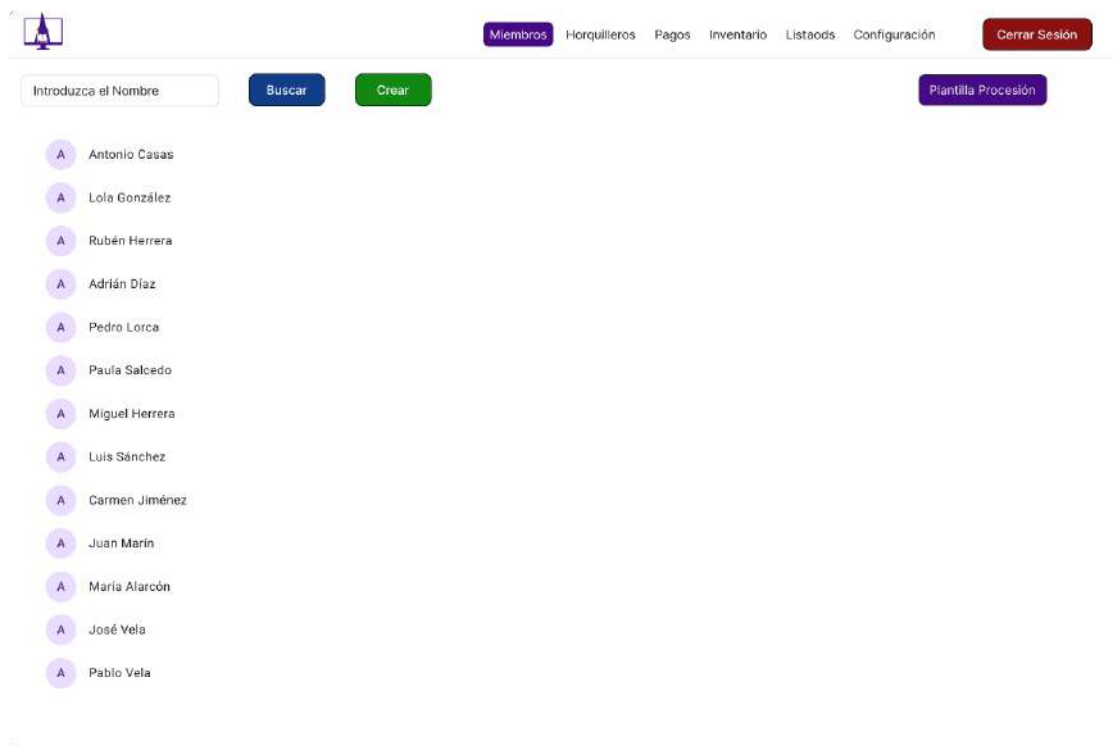 Miembros Horquilleros Pagos Inventario Listaods Configuración Cerrar Sesión
Introduzca el Nombre Buscar Crear Plantilla Procesión
A Antonio Casas
A Lola González
A Rubén Herrera
A Adrián Díaz
A Pedro Lorca
A Paula Salcedo
A Miguel Herrera
A Luis Sánchez
A Carmen Jiménez
A Juan Marín
A María Alarcón
A José Vela
A Pablo Vela